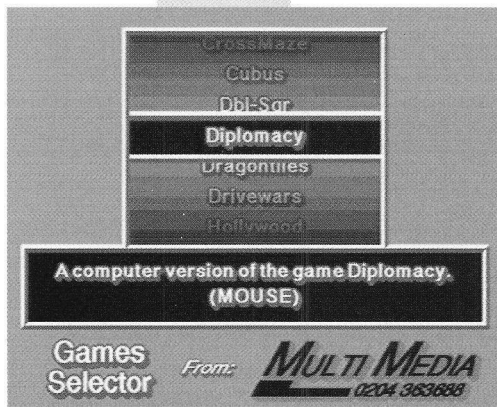 CrossMaze
Cubus
Dbl-Sqr
Diplomacy
Dragontiles
Drivewars
Hollywood
A computer version of the game Diplomacy.
(MOUSE)
Games
Selector
From:
MULTI MEDIA
0204 363688